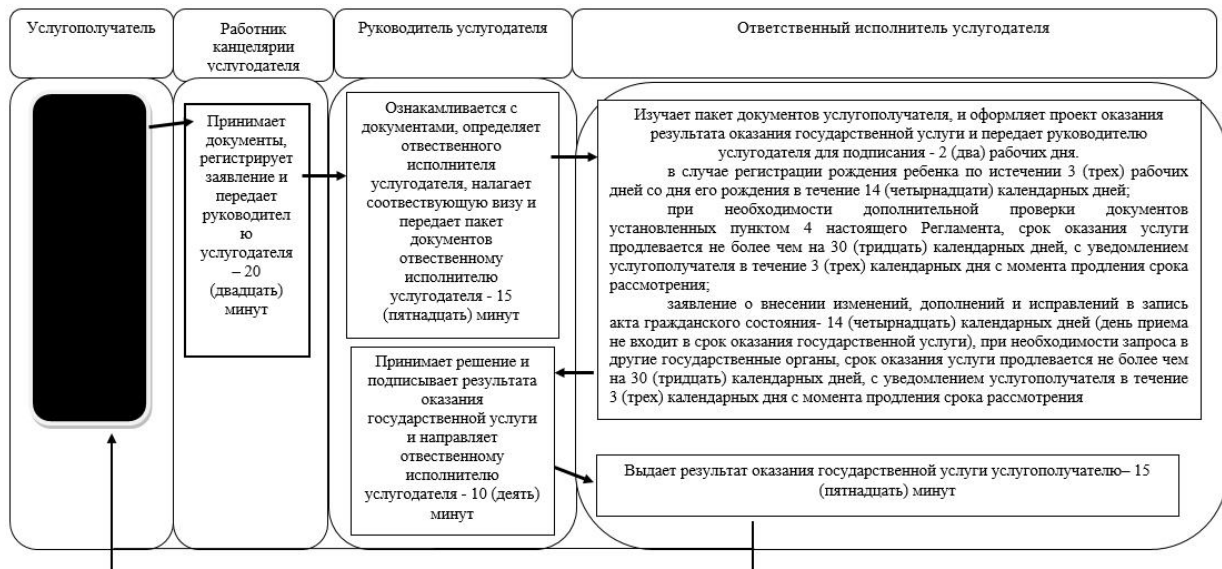 Услугополучатель
Работник
канцелярии
услугодателя
Руководитель услугодателя
Ответственный исполнитель услугодателя
Принимает
документы,
регистрирует
заявление и
передает
руководител
ю
услугодателя
– 20
(двадцать)
минут
Ознакамливается с
документами, определяет
отвественного
исполнителя
услугодателя, налагает
соотвествующую визу и
передает пакет
документов
отвественному
исполнителю
услугодателя - 15
(пятнадцать) минут
Изучает пакет документов услугополучателя, и оформляет проект оказания
результата оказания государственной услуги и передает руководителю
услугодателя для подписания - 2 (два) рабочих дня.
в случае регистрации рождения ребенка по истечении 3 (трех) рабочих
дней со дня его рождения в течение 14 (четырнадцати) календарных дней;
при необходимости дополнительной проверки документов
установленных пунктом 4 настоящего Регламента, срок оказания услуги
продлевается не более чем на 30 (тридцать) календарных дней, с уведомлением
услугополучателя в течение 3 (трех) календарных дня с момента продления срока
рассмотрения;
заявление о внесении изменений, дополнений и исправлений в запись
акта гражданского состояния- 14 (четырнадцать) календарных дней (день приема
не входит в срок оказания государственной услуги), при необходимости запроса в
другие государственные органы, срок оказания услуги продлевается не более чем
на 30 (тридцать) календарных дней, с уведомлением услугополучателя в течение
3 (трех) календарных дня с момента продления срока рассмотрения
Принимает решение и
подписывает результата
оказания
государственной услуги
и направляет
отвественному
исполнителю
услугодателя - 10 (деять)
минут
Выдает результат оказания государственной услуги услугополучателю– 15
(пятнадцать) минут